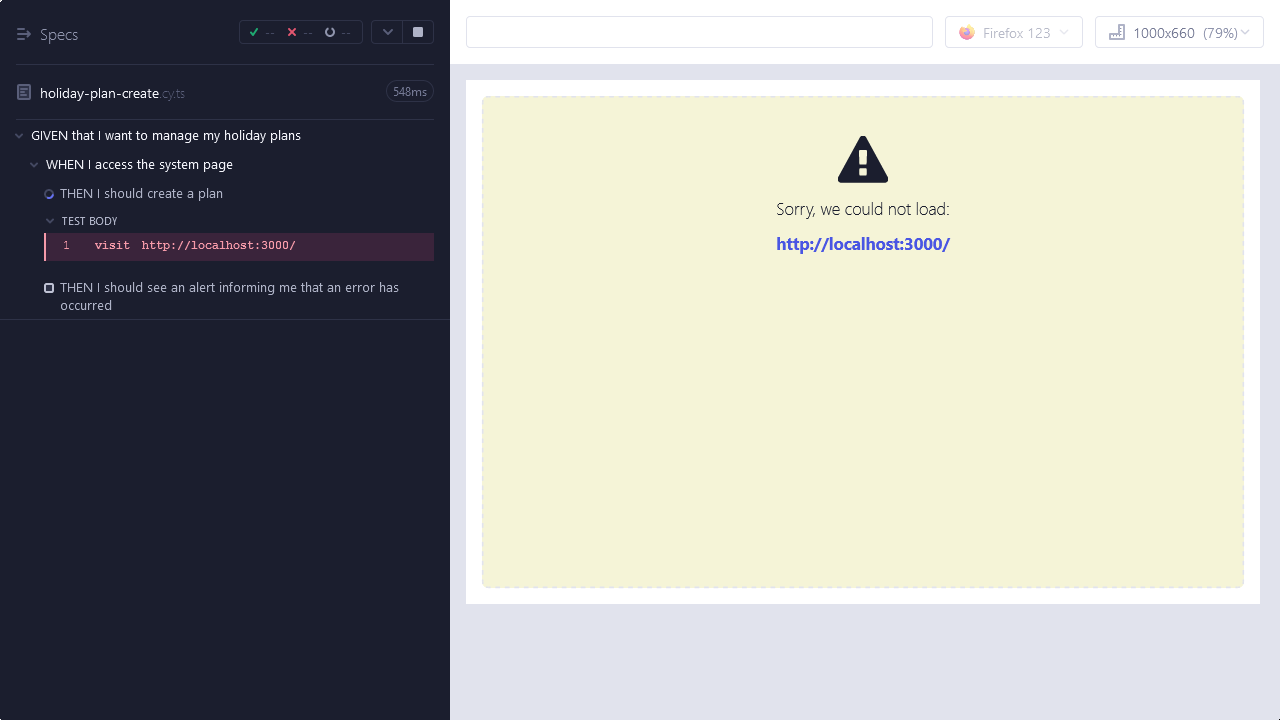 Specs
-- -- --
holiday-plan-create.cy.ts
548ms
GIVEN that I want to manage my holiday plans
WHEN I access the system page
THEN I should create a plan
TEST BODY
1 visit http://localhost:3000/
THEN I should see an alert informing me that an error has
occurred
Firefox 123
1000x660 (79%)
Sorry, we could not load:
http://localhost:3000/